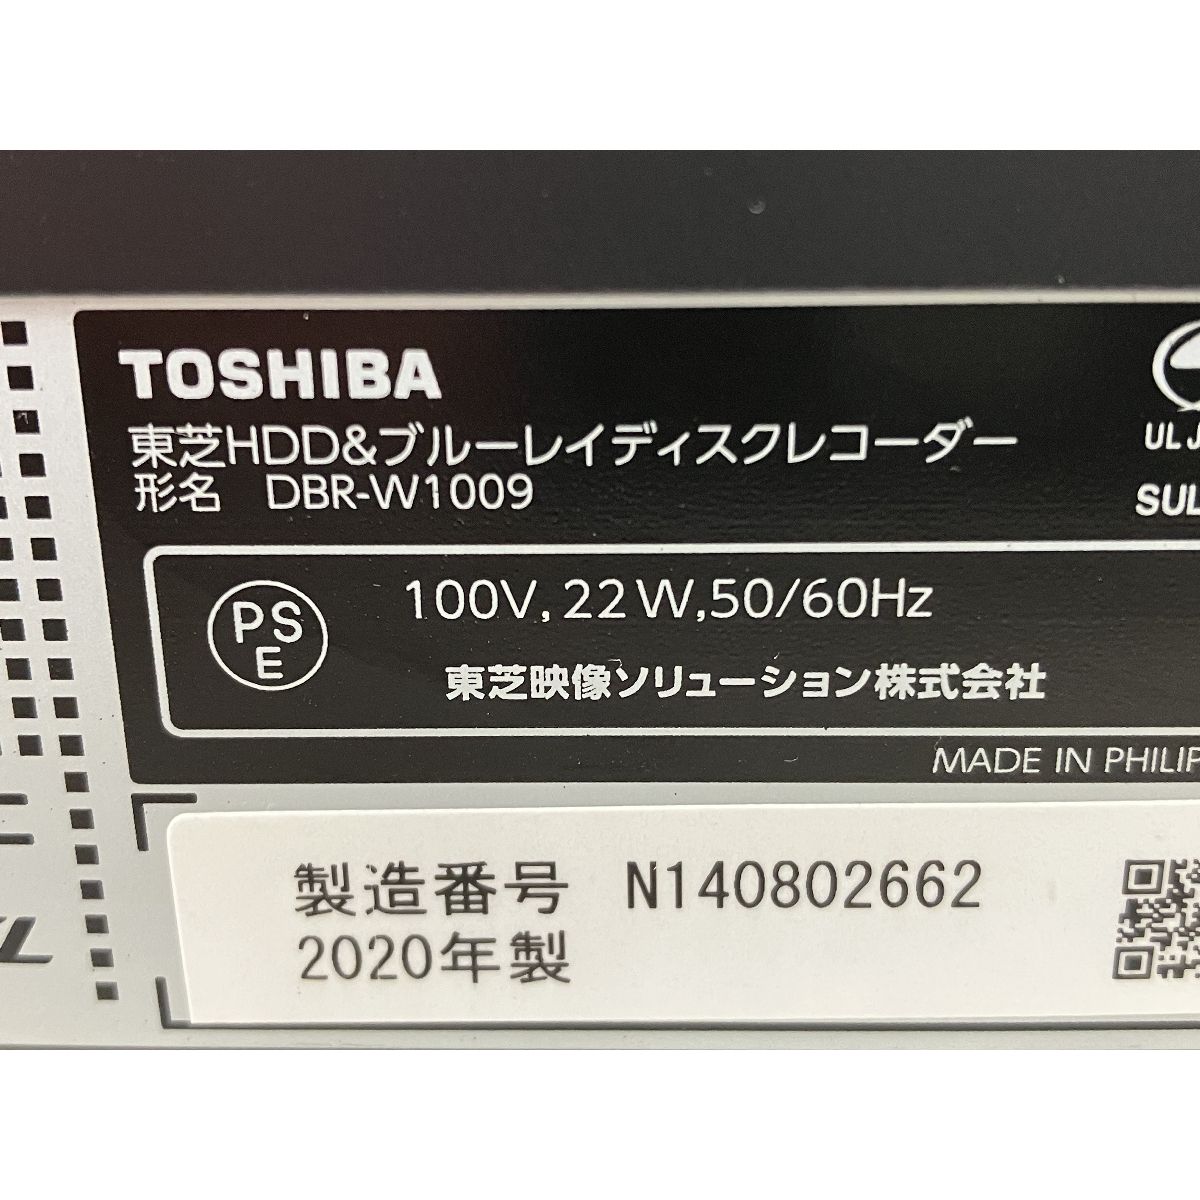 TOSHIBA
東芝HDD&ブルーレイディスクレコーダー
形名 DBR-W1009
UL J
SUL
PS
E
100V, 22W,50/60Hz
東芝映像ソリューション株式会社
MADE IN PHILIP
製造番号 N140802662
2020年製